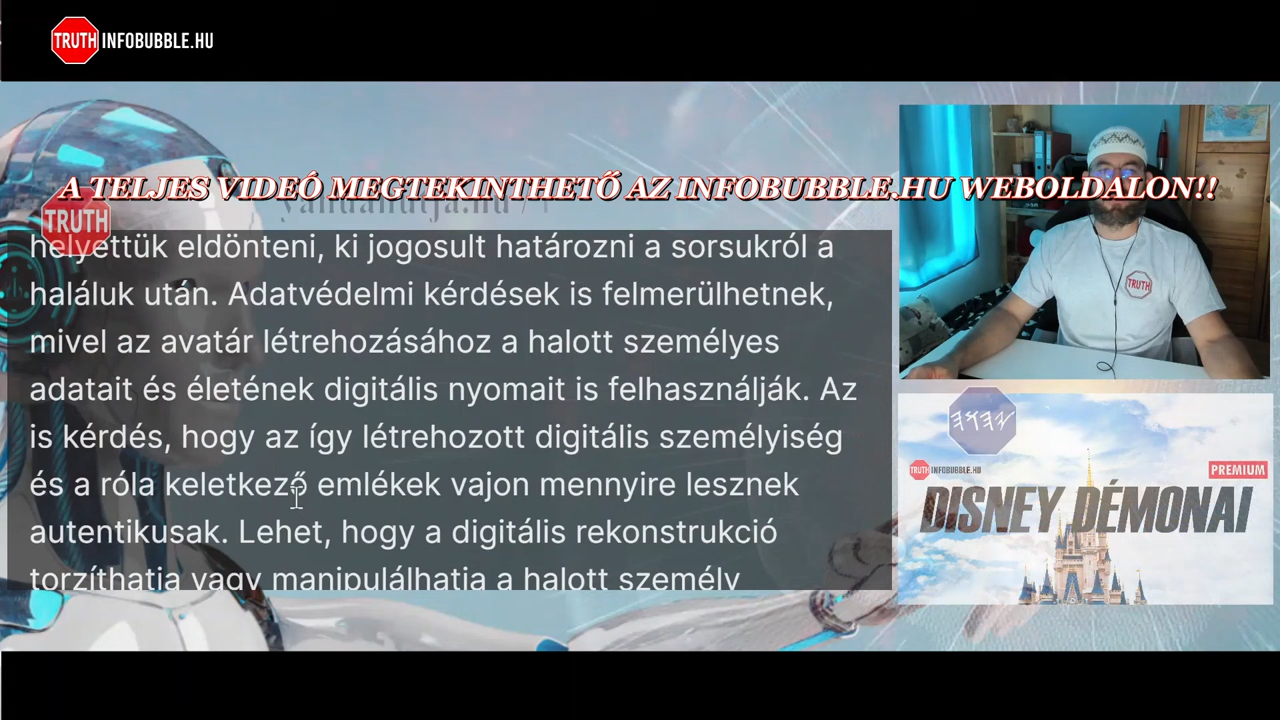 TRUTH INFOBUBBLE.HU
A TELJES VIDEÓ MEGTEKINTHETŐ AZ INFOBUBBLE.HU WEBOLDALON!!
TRUTH
helyettük eldönteni, ki jogosult határozni a sorsukról a
haláluk után. Adatvédelmi kérdések is felmerülhetnek,
mivel az avatár létrehozásához a halott személyes
adatait és életének digitális nyomait is felhasználják. Az
is kérdés, hogy az így létrehozott digitális személyiség
és a róla keletkező emlékek vajon mennyire lesznek
autentikusak. Lehet, hogy a digitális rekonstrukció
torzíthatja vagy manipulálhatja a halott személy
TRUTH
𐤉𐤄𐤅𐤄
TRUTH INFOBUBBLE.HU
PREMIUM
DISNEY DÉMONAI